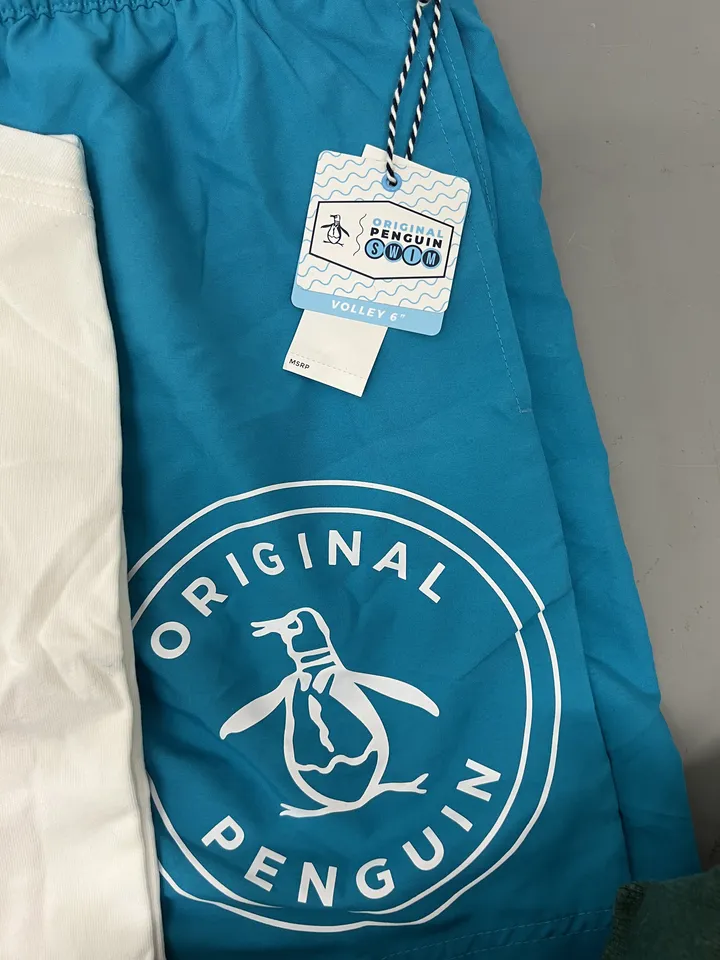 ORIGINAL
PENGUIN
SWIM
VOLLEY 6"
MSRP
ORIGINAL
PENGUIN